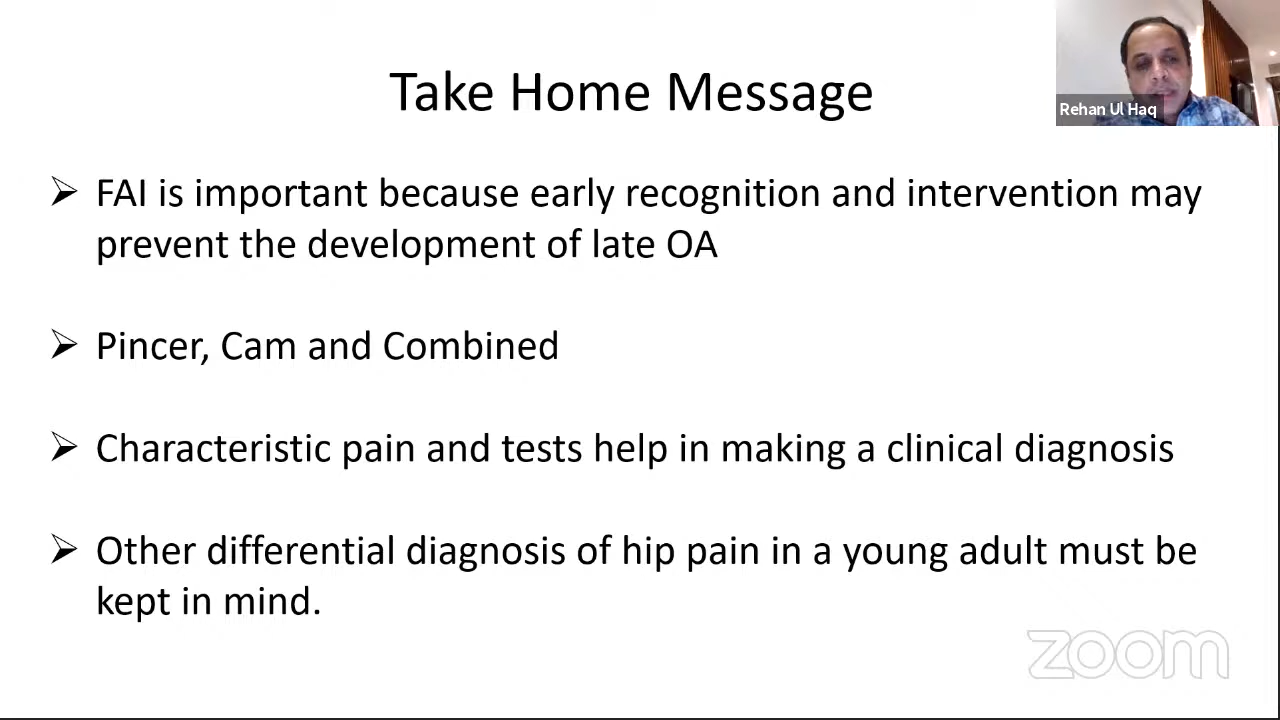 Take Home Message
Rehan Ul Haq
➢ FAI is important because early recognition and intervention may
prevent the development of late OA
➢ Pincer, Cam and Combined
➢ Characteristic pain and tests help in making a clinical diagnosis
➢ Other differential diagnosis of hip pain in a young adult must be
kept in mind.
zoom